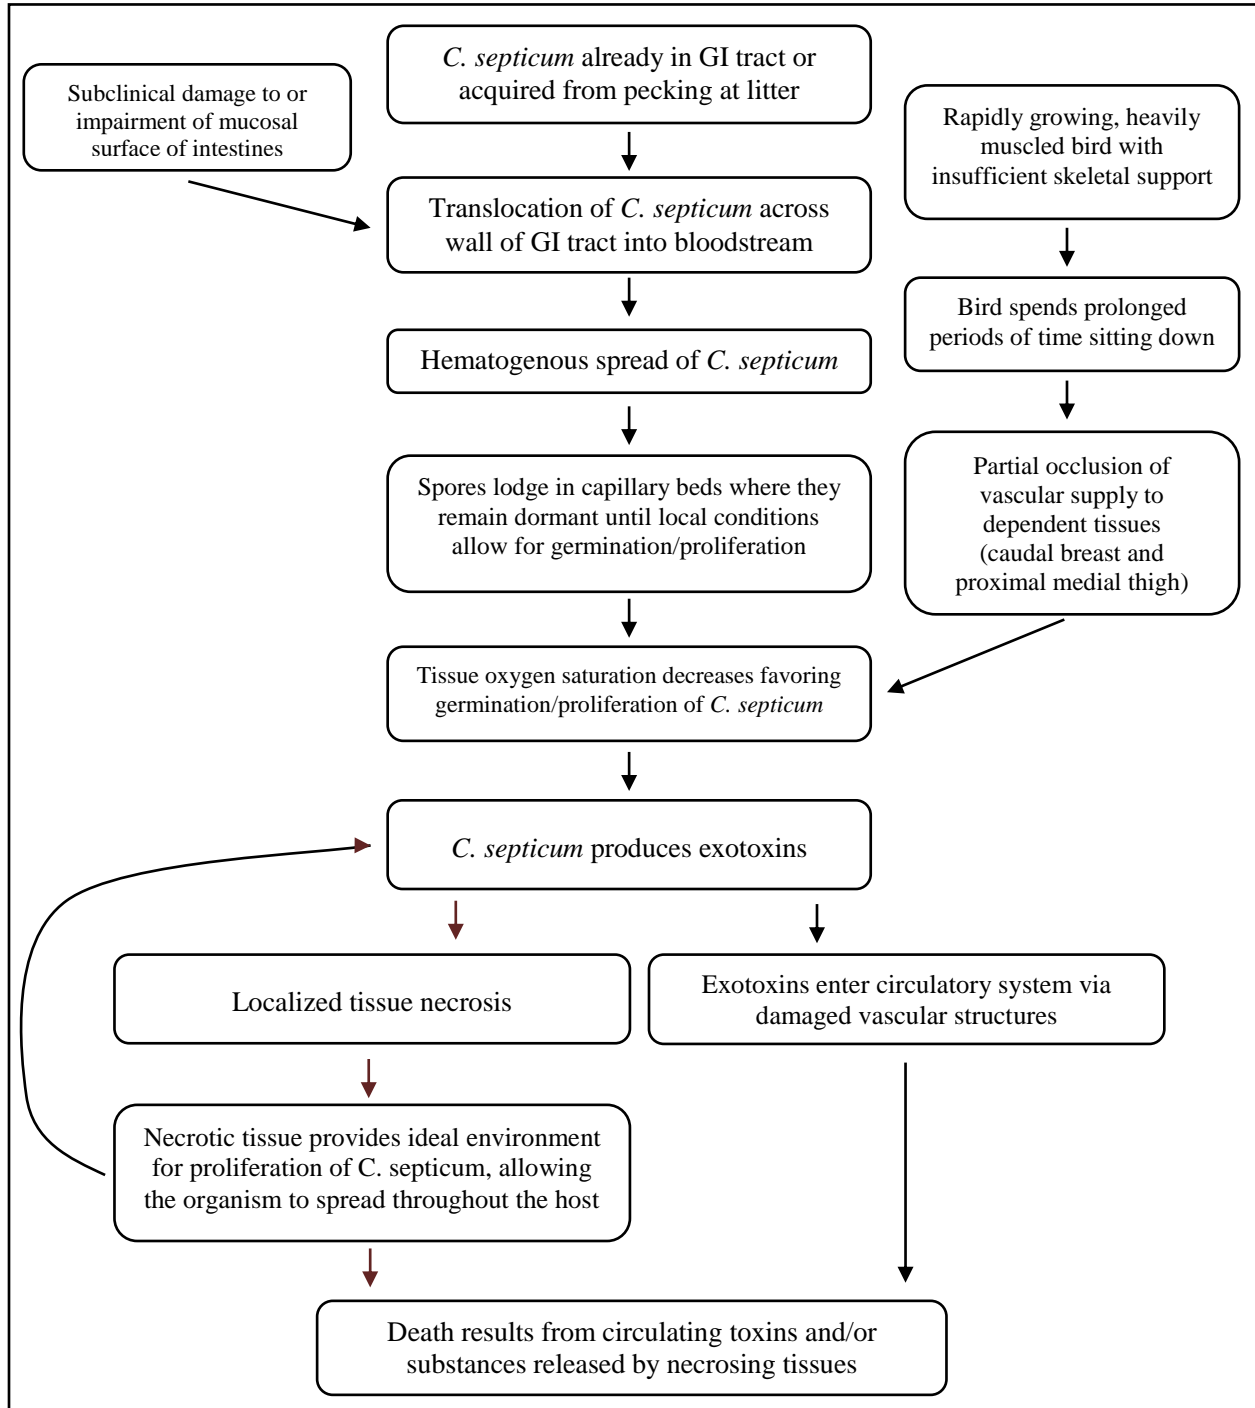 C. septicum already in GI tract or
acquired from pecking at litter
Subclinical damage to or
impairment of mucosal
surface of intestines
Rapidly growing, heavily
muscled bird with
insufficient skeletal support
Translocation of C. septicum across
wall of GI tract into bloodstream
Bird spends prolonged
periods of time sitting down
Hematogenous spread of C. septicum
Spores lodge in capillary beds where they
remain dormant until local conditions
allow for germination/proliferation
Partial occlusion of
vascular supply to
dependent tissues
(caudal breast and
proximal medial thigh)
Tissue oxygen saturation decreases favoring
germination/proliferation of C. septicum
C. septicum produces exotoxins
Localized tissue necrosis
Exotoxins enter circulatory system via
damaged vascular structures
Necrotic tissue provides ideal environment
for proliferation of C. septicum, allowing
the organism to spread throughout the host
Death results from circulating toxins and/or
substances released by necrosing tissues